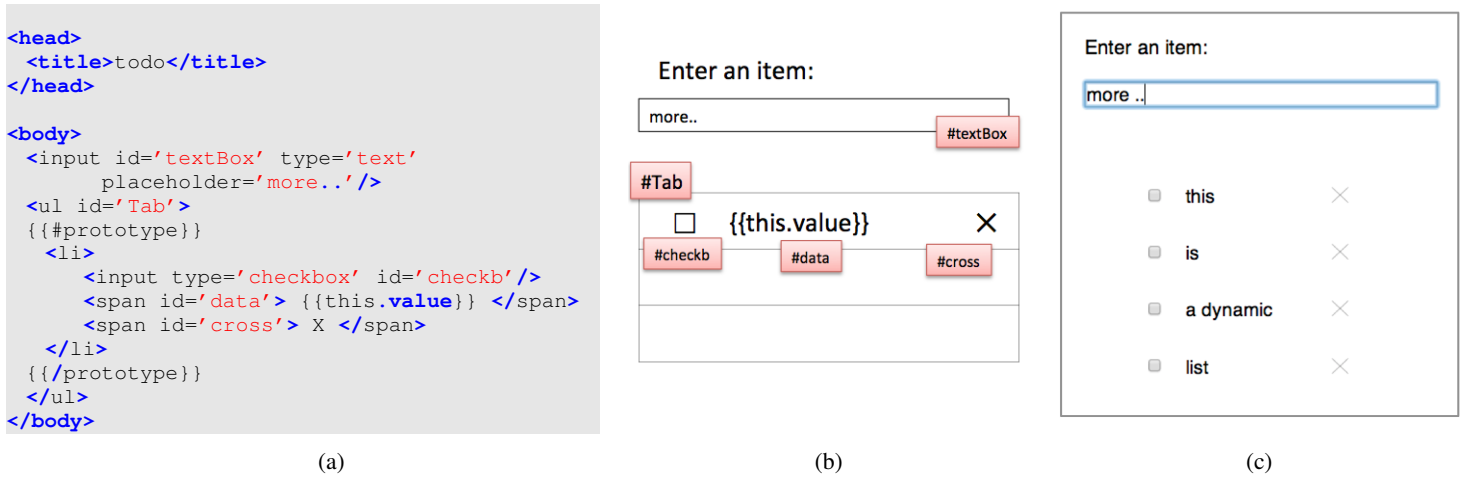 <head>
  <title>todo</title>
</head>

<body>
  <input id='textBox' type='text'
        placeholder='more..'/>
  <ul id='Tab'>
  {{#prototype}}
    <li>
       <input type='checkbox' id='checkb'/>
       <span id='data'> {{this.value}} </span>
       <span id='cross'> X </span>
    </li>
  {{/prototype}}
  </ul>
</body>
(a)
Enter an item:
more..
#textBox
#Tab
{{this.value}}
#checkb
#data
#cross
(b)
Enter an item:
more ..
this
is
a dynamic
list
(c)